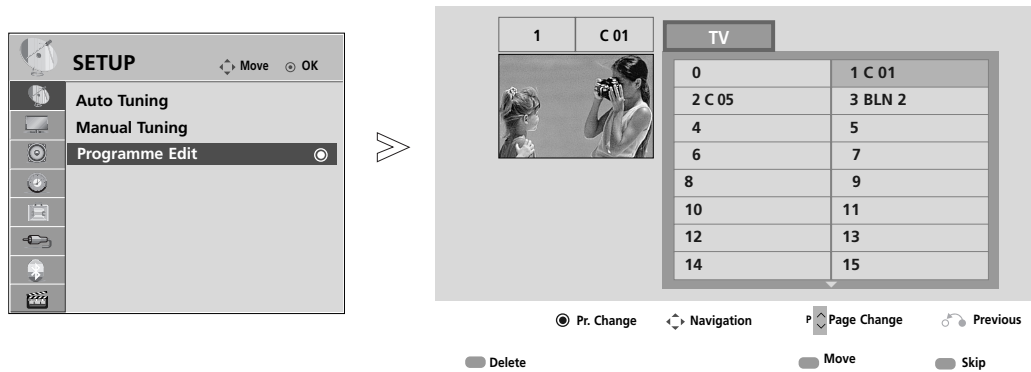 SETUP
Move OK
Auto Tuning
Manual Tuning
Programme Edit
1 C 01
TV
0 1 C 01
2 C 05 3 BLN 2
4 5
6 7
8 9
10 11
12 13
14 15
Pr. Change Navigation P Page Change Previous
Delete Move Skip